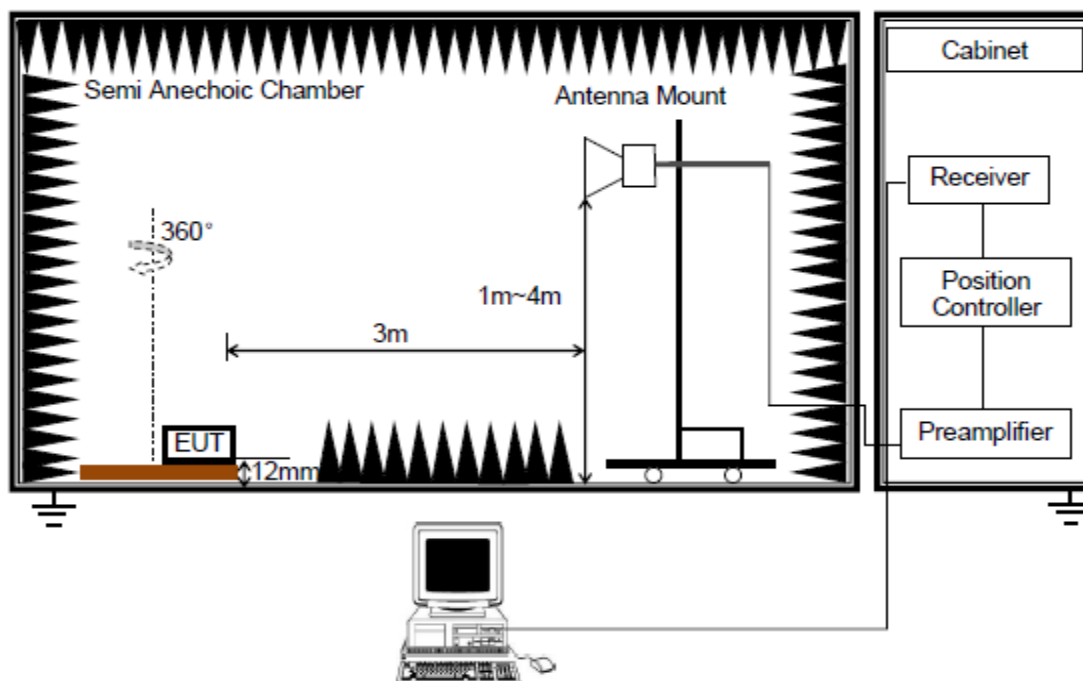 Cabinet
Semi Anechoic Chamber
Antenna Mount
Receiver
360°
Position
Controller
1m~4m
3m
EUT
12mm
Preamplifier